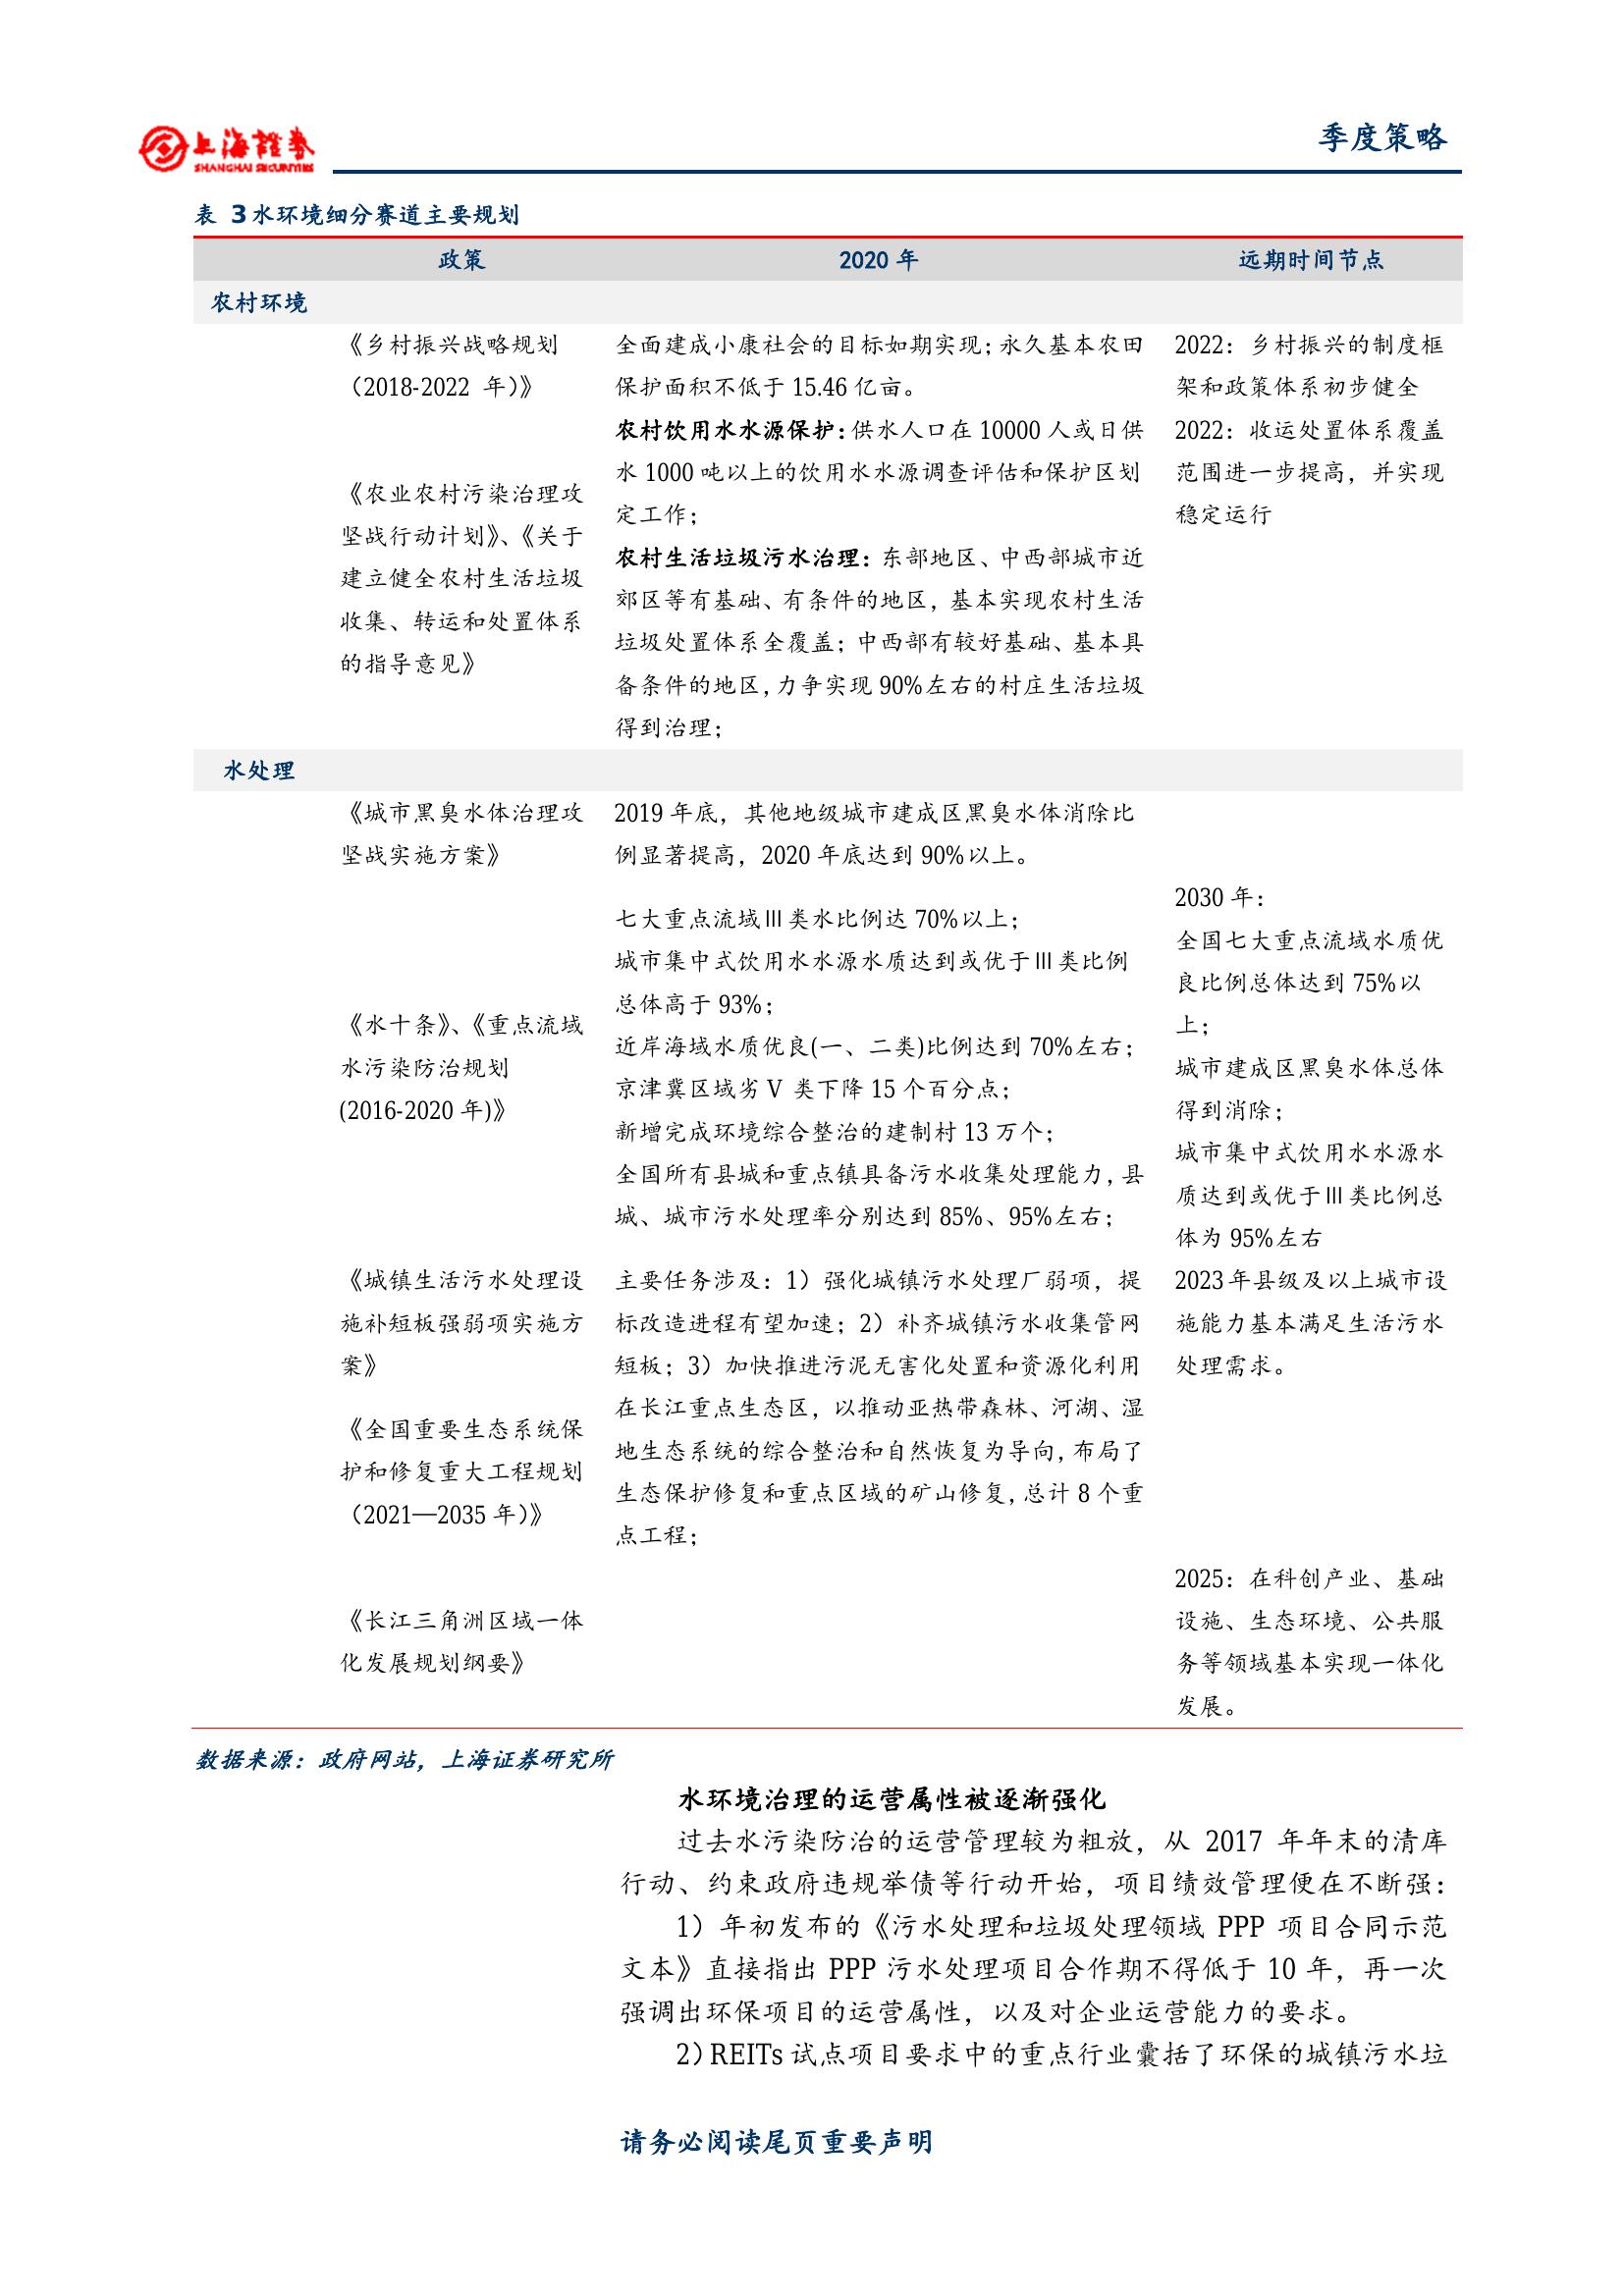 上海證券
SHANGHAI SECURITIES
季度策略
表 3水环境细分赛道主要规划
政策 2020 年 远期时间节点
农村环境
《乡村振兴战略规划
（2018-2022 年）》
全面建成小康社会的目标如期实现；永久基本农田
保护面积不低于 15.46 亿亩。
2022：乡村振兴的制度框
架和政策体系初步健全
《农业农村污染治理攻
坚战行动计划》、《关于
建立健全农村生活垃圾
收集、转运和处置体系
的指导意见》
农村饮用水水源保护：供水人口在 10000 人或日供
水 1000 吨以上的饮用水水源调查评估和保护区划
定工作；
农村生活垃圾污水治理：东部地区、中西部城市近
郊区等有基础、有条件的地区，基本实现农村生活
垃圾处置体系全覆盖；中西部有较好基础、基本具
备条件的地区，力争实现 90%左右的村庄生活垃圾
得到治理；
2022：收运处置体系覆盖
范围进一步提高，并实现
稳定运行
水处理
《城市黑臭水体治理攻
坚战实施方案》
2019 年底，其他地级城市建成区黑臭水体消除比
例显著提高，2020 年底达到 90%以上。
《水十条》、《重点流域
水污染防治规划
(2016-2020 年)》
七大重点流域Ⅲ类水比例达 70%以上；
城市集中式饮用水水源水质达到或优于Ⅲ类比例
总体高于 93%；
近岸海域水质优良(一、二类)比例达到 70%左右；
京津冀区域劣 V 类下降 15 个百分点；
新增完成环境综合整治的建制村 13 万个；
全国所有县城和重点镇具备污水收集处理能力，县
城、城市污水处理率分别达到 85%、95%左右；
2030 年：
全国七大重点流域水质优
良比例总体达到 75%以
上；
城市建成区黑臭水体总体
得到消除；
城市集中式饮用水水源水
质达到或优于Ⅲ类比例总
体为 95%左右
《城镇生活污水处理设
施补短板强弱项实施方
案》
主要任务涉及：1）强化城镇污水处理厂弱项，提
标改造进程有望加速；2）补齐城镇污水收集管网
短板；3）加快推进污泥无害化处置和资源化利用
2023 年县级及以上城市设
施能力基本满足生活污水
处理需求。
《全国重要生态系统保
护和修复重大工程规划
（2021—2035 年）》
在长江重点生态区，以推动亚热带森林、河湖、湿
地生态系统的综合整治和自然恢复为导向，布局了
生态保护修复和重点区域的矿山修复，总计 8 个重
点工程；
《长江三角洲区域一体
化发展规划纲要》
2025：在科创产业、基础
设施、生态环境、公共服
务等领域基本实现一体化
发展。
数据来源：政府网站，上海证券研究所
水环境治理的运营属性被逐渐强化
过去水污染防治的运营管理较为粗放，从 2017 年年末的清库
行动、约束政府违规举债等行动开始，项目绩效管理便在不断强：
1）年初发布的《污水处理和垃圾处理领域 PPP 项目合同示范
文本》直接指出 PPP 污水处理项目合作期不得低于 10 年，再一次
强调出环保项目的运营属性，以及对企业运营能力的要求。
2）REITs 试点项目要求中的重点行业囊括了环保的城镇污水垃
请务必阅读尾页重要声明